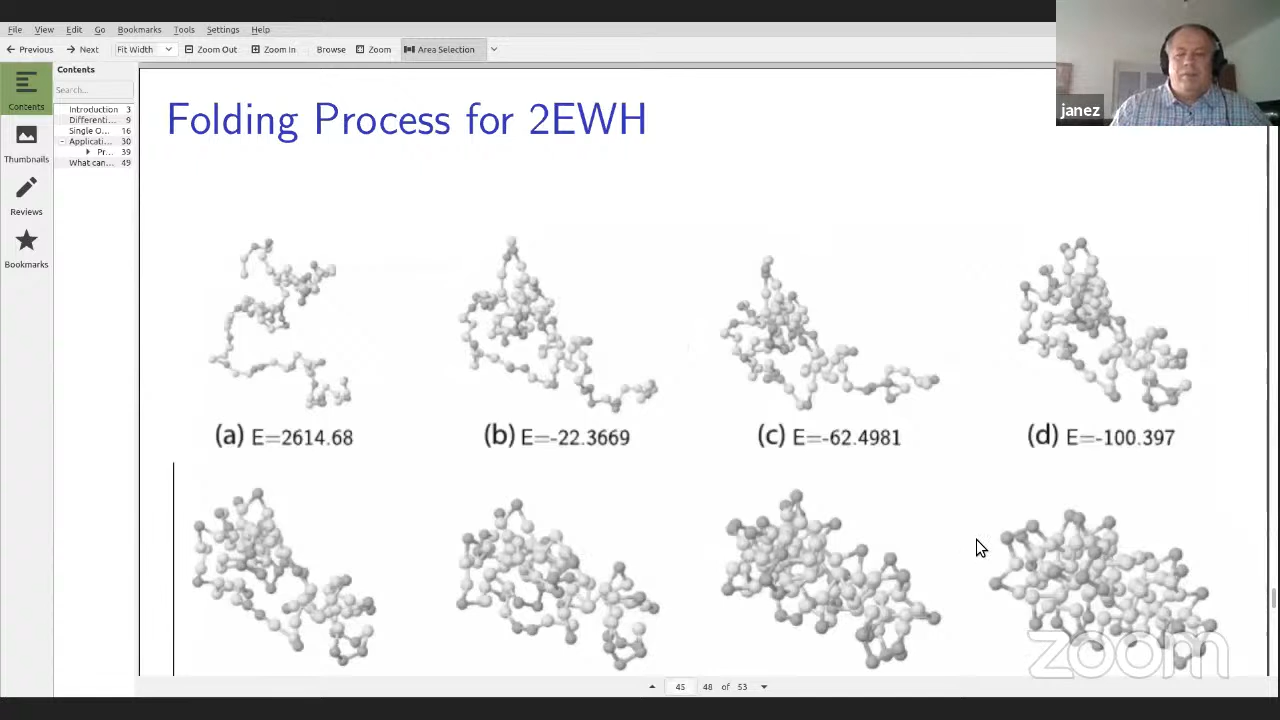 File View Edit Go Bookmarks Tools Settings Help
Previous Next Fit Width Zoom Out Zoom In Browse Zoom Area Selection
Contents
Contents
Search...
Introduction 3
Differenti... 9
Single O... 16
Applicati... 30
Pr... 39
What can... 49
Thumbnails
Reviews
Bookmarks
janez
Folding Process for 2EWH
(a) E=2614.68
(b) E=-22.3669
(c) E=-62.4981
(d) E=-100.397
zoom
45 48 of 53